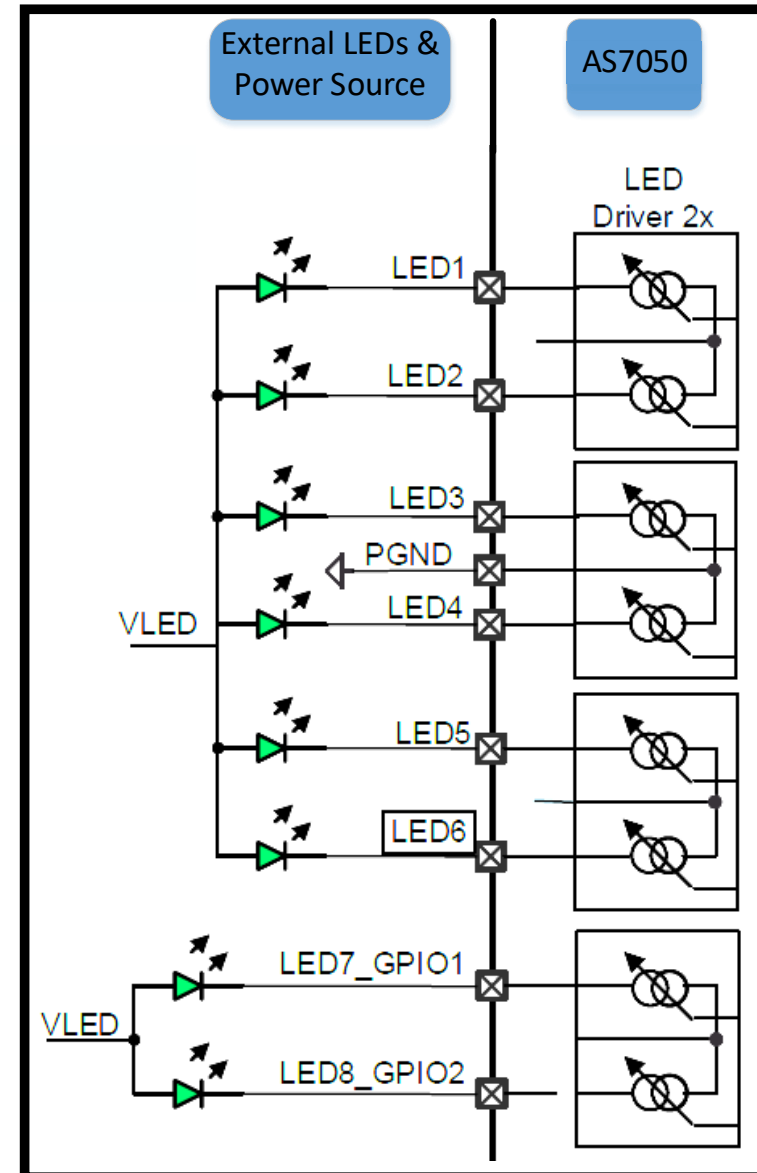 External LEDs &
Power Source
AS7050
LED
Driver 2x
LED1
LED2
LED3
PGND
LED4
VLED
LED5
LED6
LED7_GPIO1
VLED
LED8_GPIO2